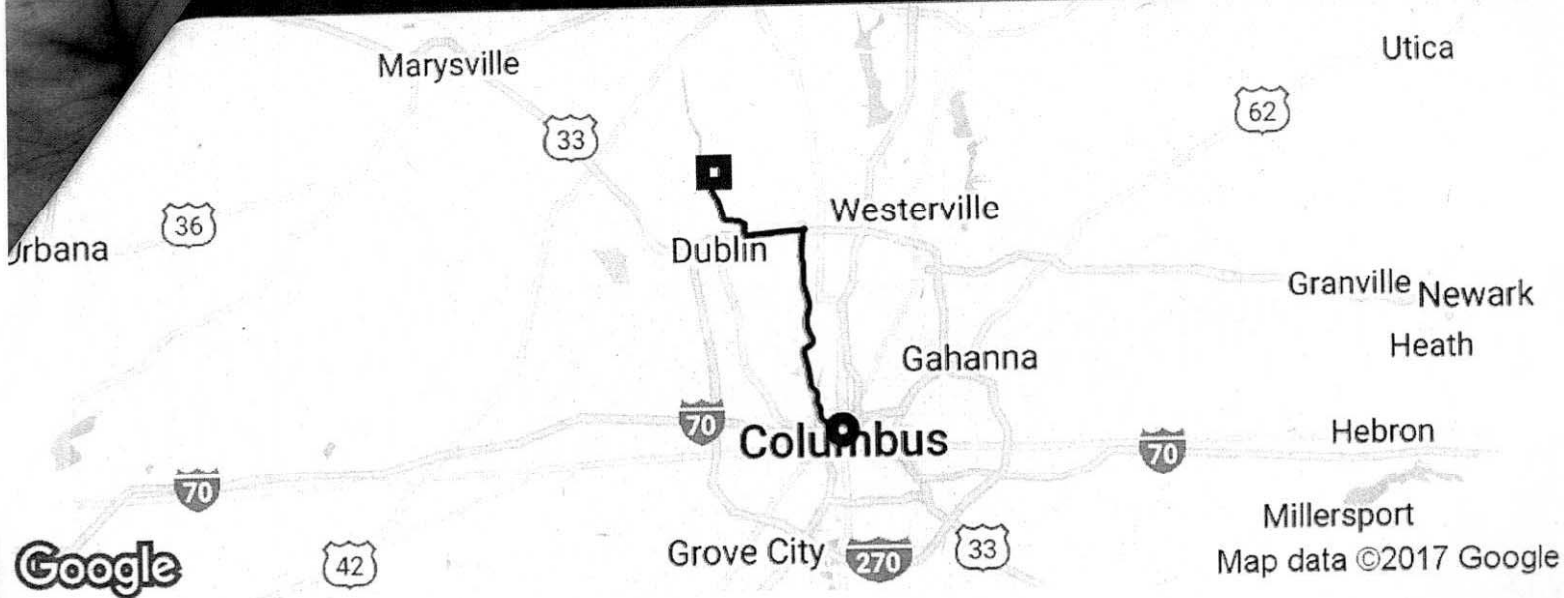 Marysville
Utica
62
33
36
Urbana
Westerville
Dublin
Granville
Newark
Heath
Gahanna
70
Columbus
Hebron
70
70
Millersport
Google
42
Grove City
270
33
Map data ©2017 Google